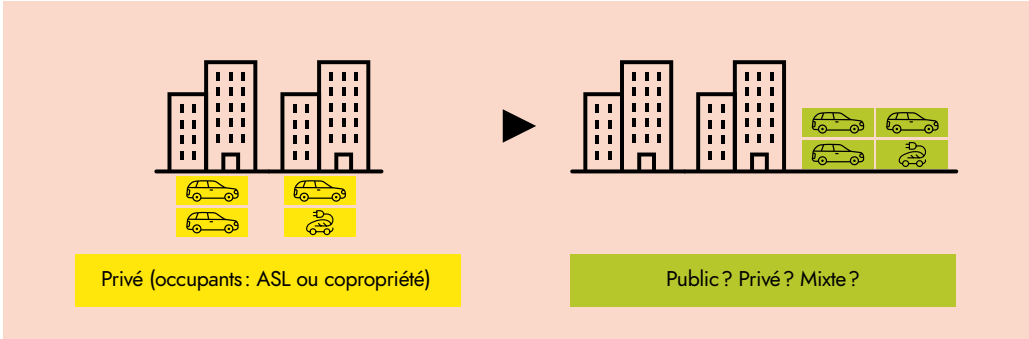 Privé (occupants : ASL ou copropriété)
Public ? Privé ? Mixte ?